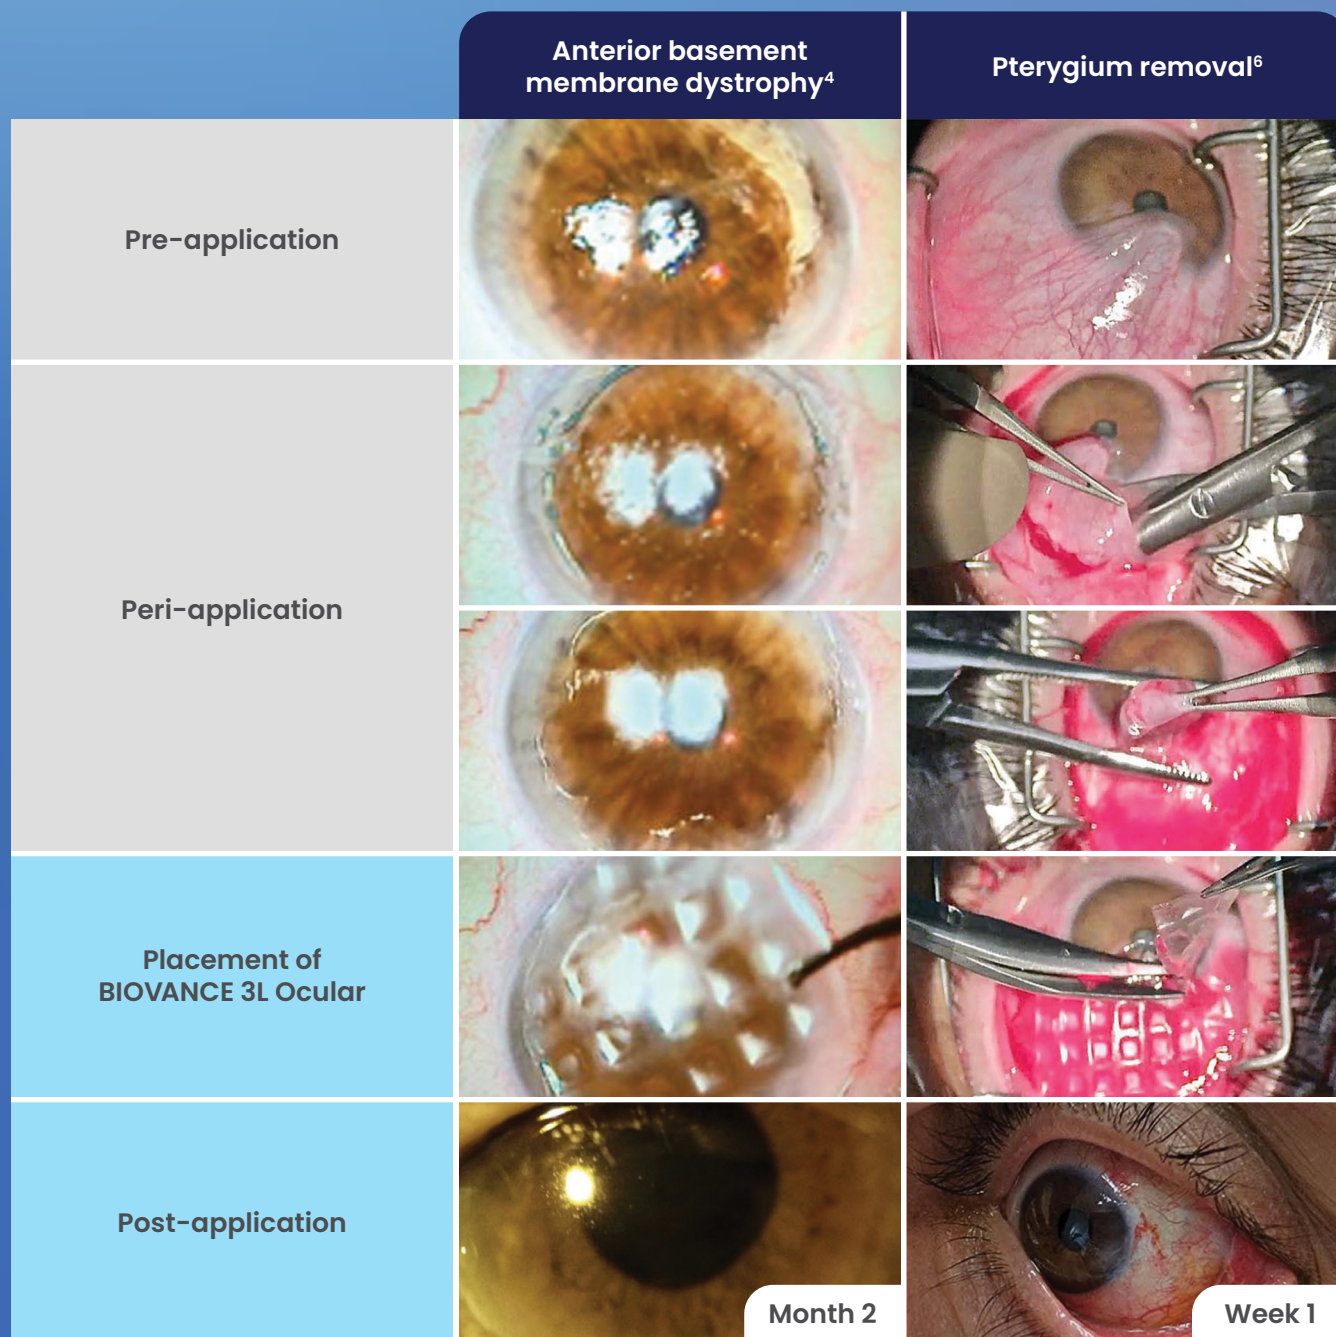 Anterior basement
membrane dystrophy⁴
Pterygium removal⁶
Pre-application
Peri-application
Placement of
BIOVANCE 3L Ocular
Post-application
Month 2
Week 1